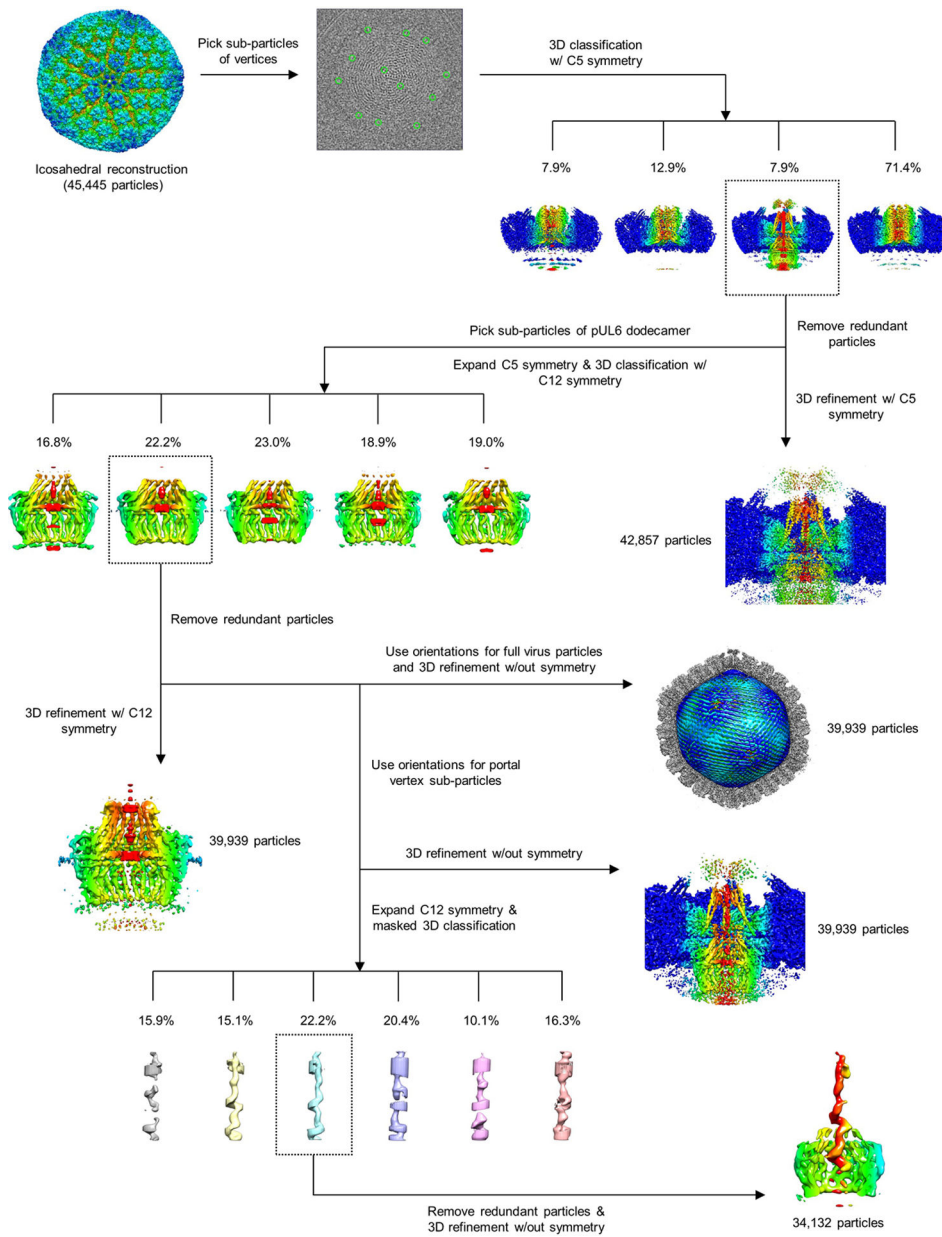 Pick sub-particles
of vertices
3D classification
w/ C5 symmetry
Icosahedral reconstruction
(45,445 particles)
7.9%
12.9%
7.9%
71.4%
Pick sub-particles of pUL6 dodecamer
Remove redundant
particles
Expand C5 symmetry & 3D classification w/
C12 symmetry
3D refinement w/ C5
symmetry
16.8%
22.2%
23.0%
18.9%
19.0%
42,857 particles
Remove redundant particles
Use orientations for full virus particles
and 3D refinement w/out symmetry
3D refinement w/ C12
symmetry
39,939 particles
Use orientations for portal
vertex sub-particles
39,939 particles
3D refinement w/out symmetry
Expand C12 symmetry &
masked 3D classification
39,939 particles
15.9%
15.1%
22.2%
20.4%
10.1%
16.3%
Remove redundant particles &
3D refinement w/out symmetry
34,132 particles